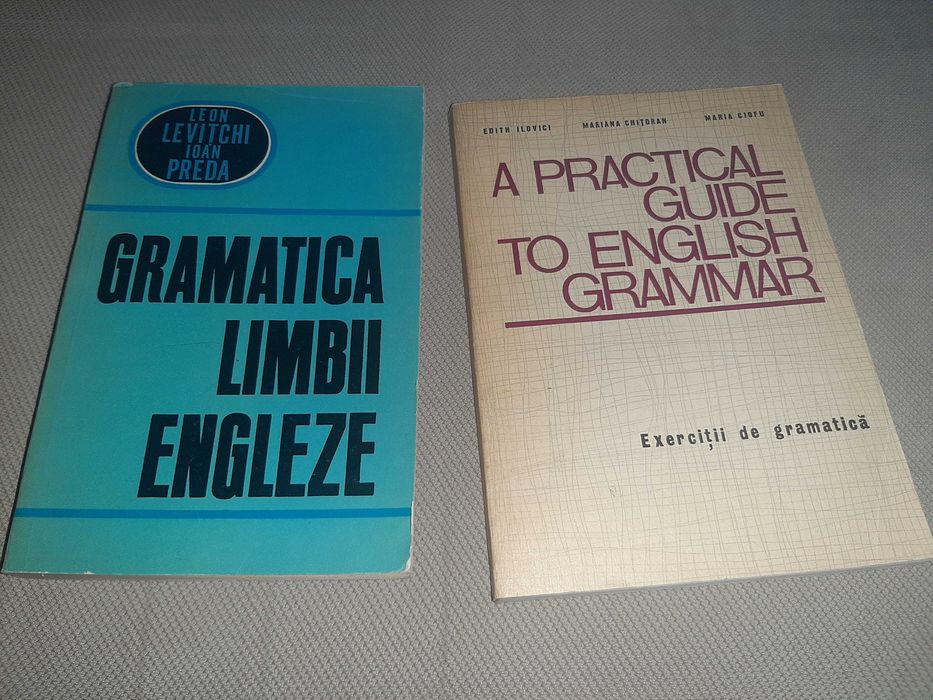 LEON
LEVIŢCHI
IOAN
PREDA
GRAMATICA
LIMBII
ENGLEZE
EDITH ILOVICI MARIANA CHIŢORAN MARIA CIOFU
A PRACTICAL
GUIDE
TO ENGLISH
GRAMMAR
Exerciţii de gramatică